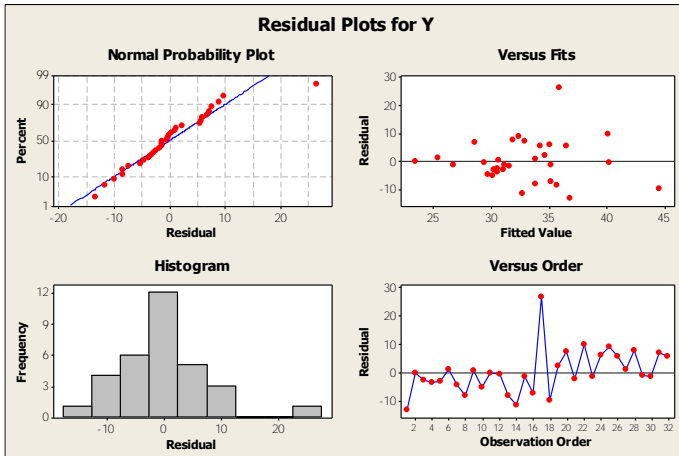 Residual Plots for Y
Normal Probability Plot
99
90
50
10
1
Percent
-20 -10 0 10 20
Residual
Versus Fits
30
20
10
0
-10
Residual
25 30 35 40 45
Fitted Value
Histogram
12
9
6
3
0
Frequency
-10 0 10 20
Residual
Versus Order
30
20
10
0
-10
Residual
2 4 6 8 10 12 14 16 18 20 22 24 26 28 30 32
Observation Order